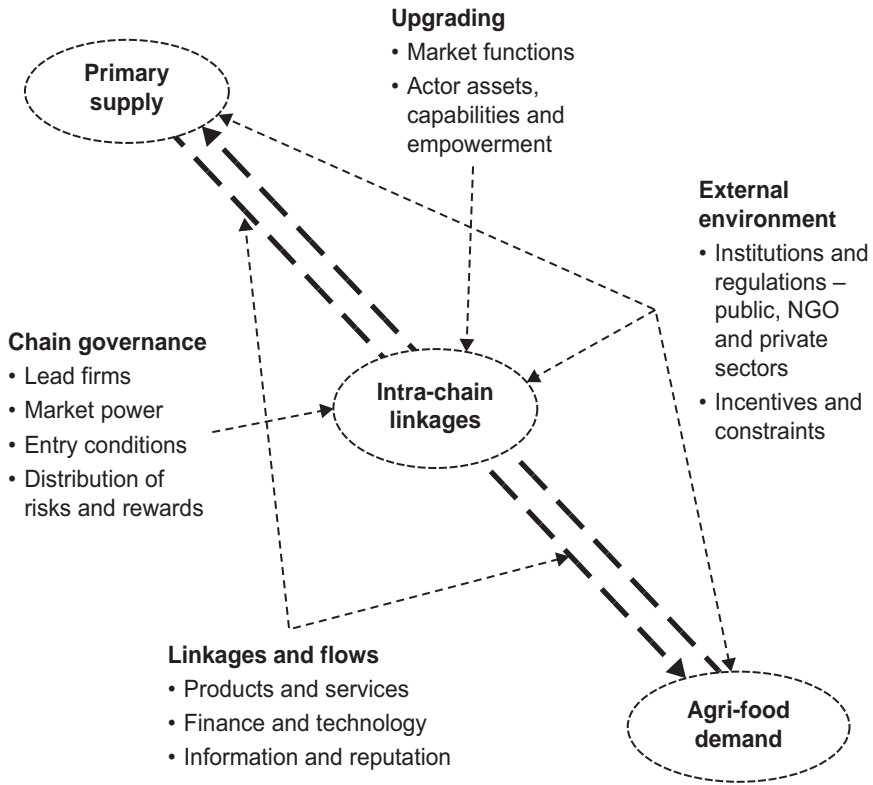 Upgrading
• Market functions
• Actor assets,
capabilities and
empowerment
Primary
supply
External
environment
• Institutions and
regulations –
public, NGO
and private
sectors
• Incentives and
constraints
Chain governance
• Lead firms
• Market power
• Entry conditions
• Distribution of
risks and rewards
Intra-chain
linkages
Linkages and flows
• Products and services
• Finance and technology
• Information and reputation
Agri-food
demand